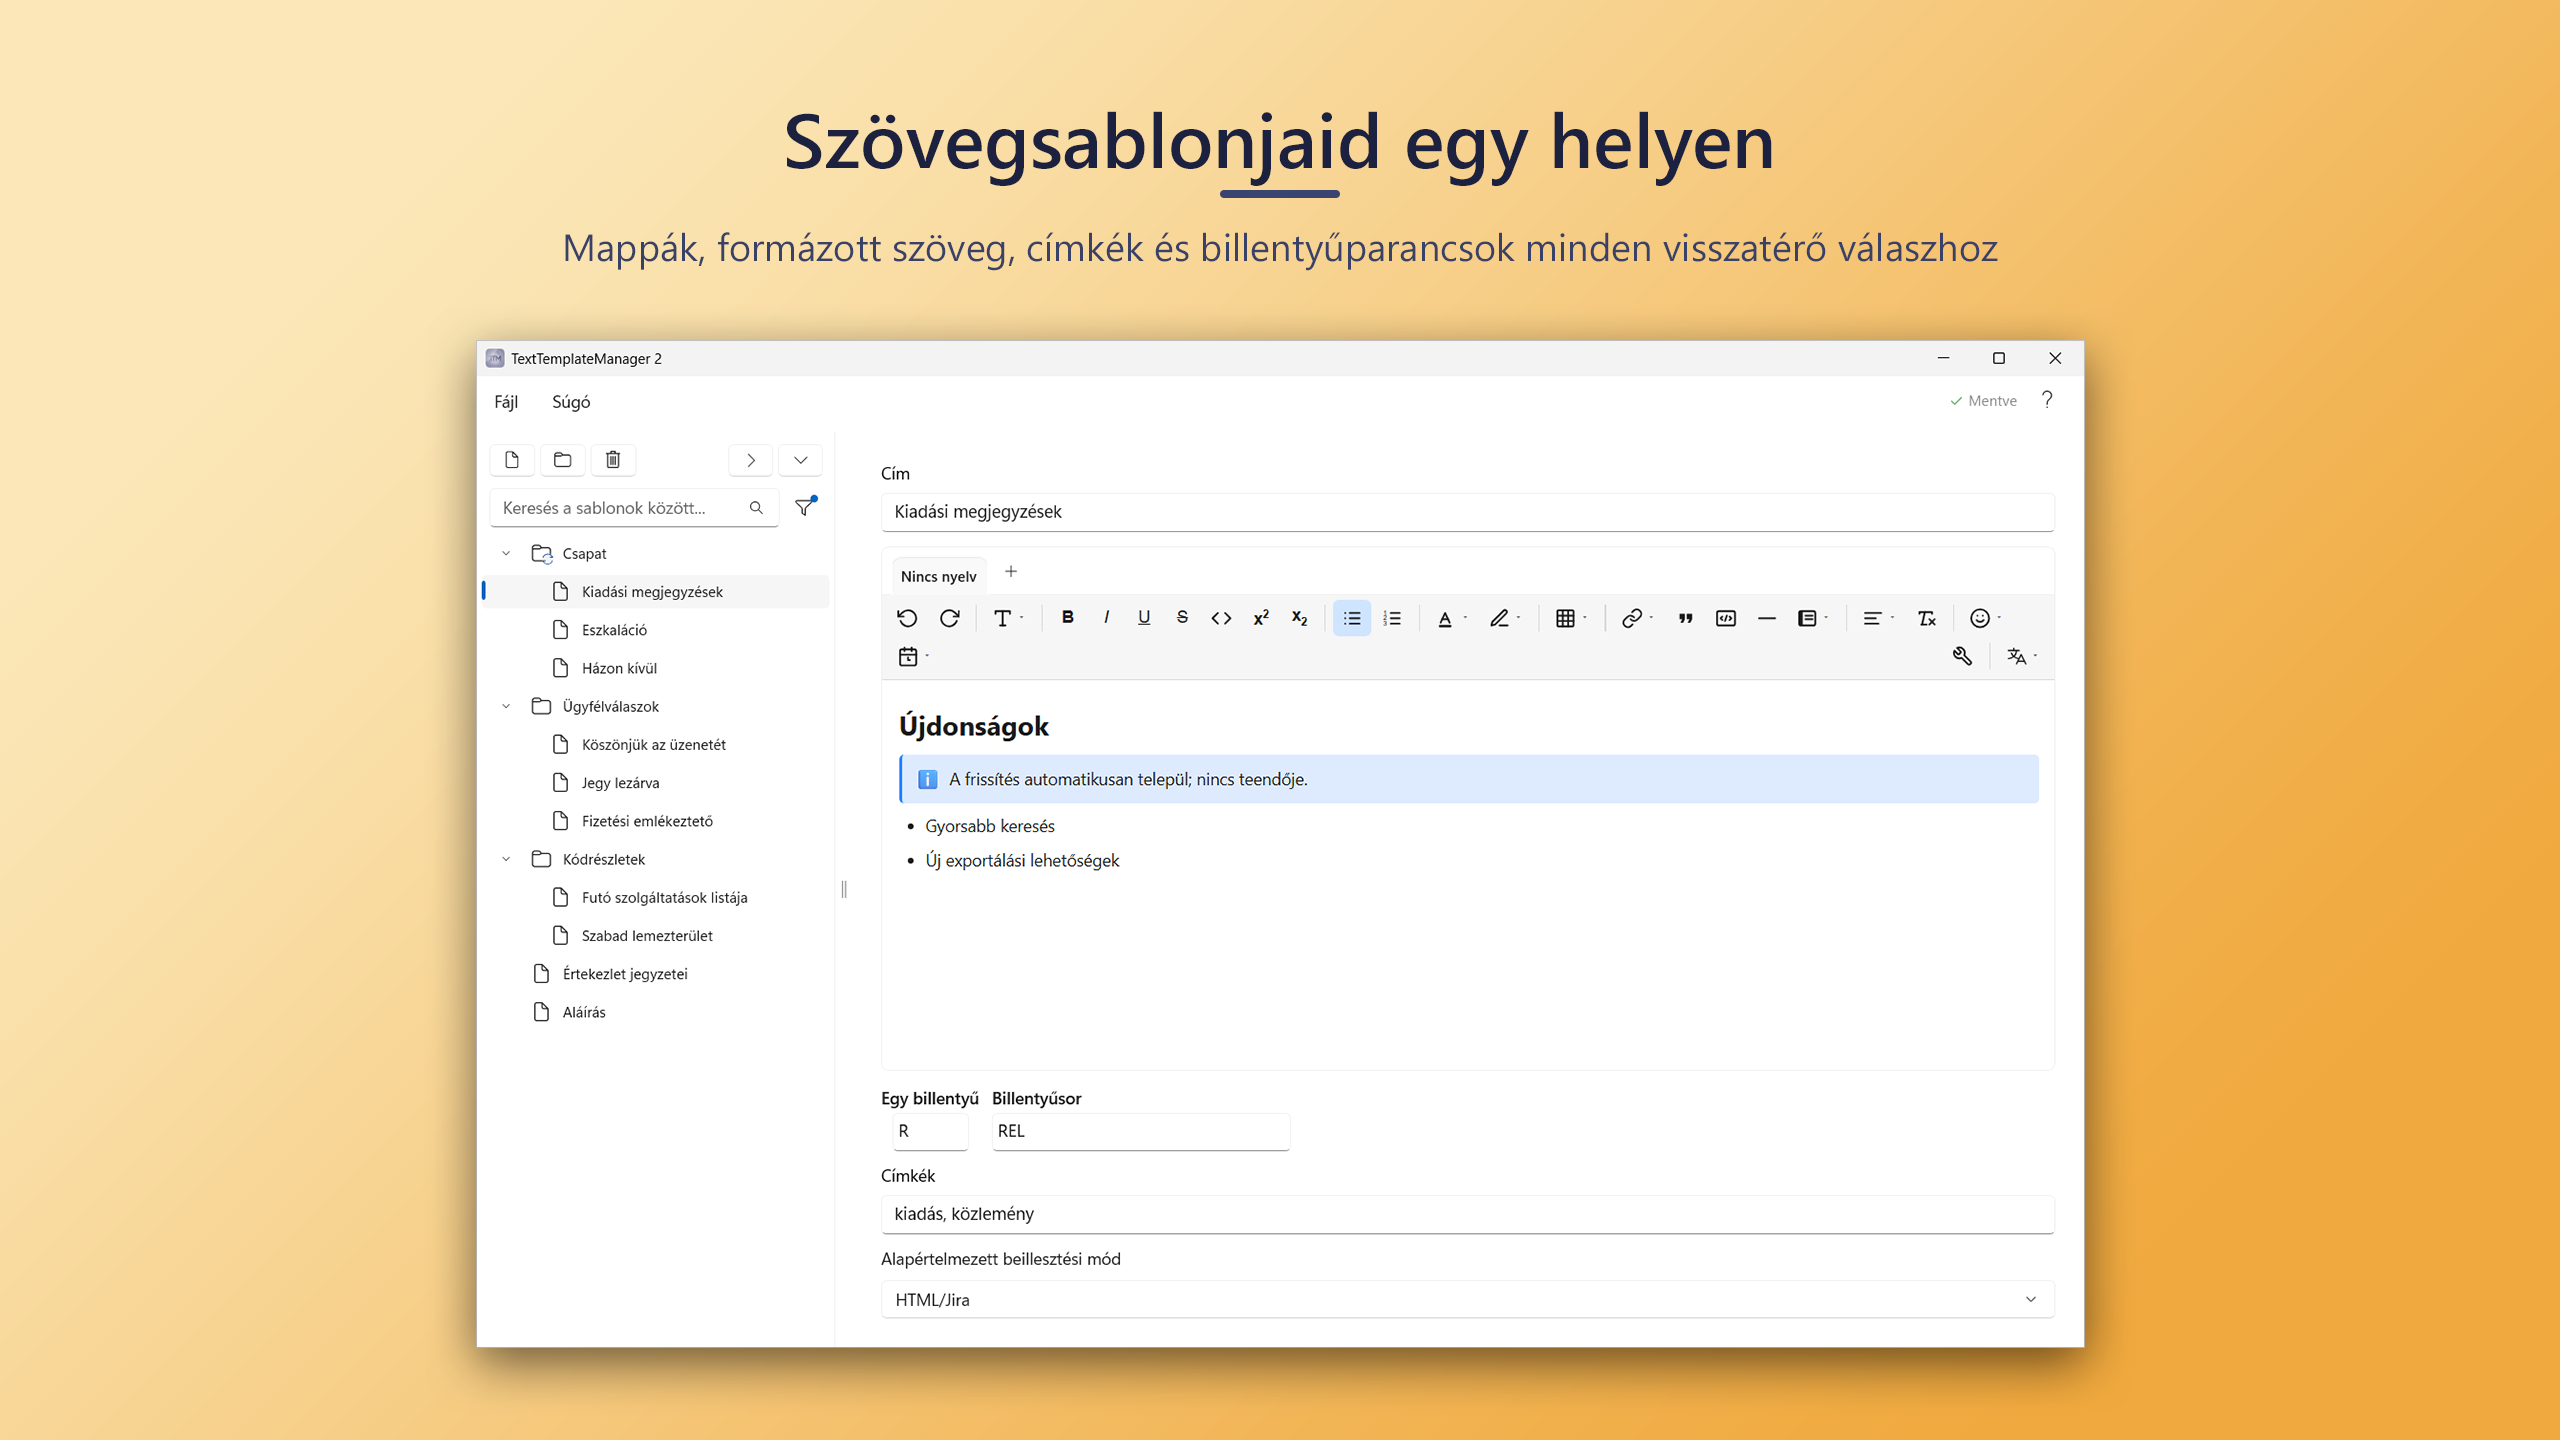 Szövegsablonjaid egy helyen
Mappák, formázott szöveg, címkék és billentyűparancsok minden visszatérő válaszhoz
TextTemplateManager 2
Fájl Súgó
Mentve ?
Keresés a sablonok között...
Csapat
Kiadási megjegyzések
Eszkaláció
Házon kívül
Ügyfélválaszok
Köszönjük az üzenetét
Jegy lezárva
Fizetési emlékeztető
Kódrészletek
Futó szolgáltatások listája
Szabad lemezterület
Értekezlet jegyzetei
Aláírás
Cím
Kiadási megjegyzések
Nincs nyelv
Újdonságok
A frissítés automatikusan települ; nincs teendője.
• Gyorsabb keresés
• Új exportálási lehetőségek
Egy billentyű Billentyűsor
R REL
Címkék
kiadás, közlemény
Alapértelmezett beillesztési mód
HTML/Jira